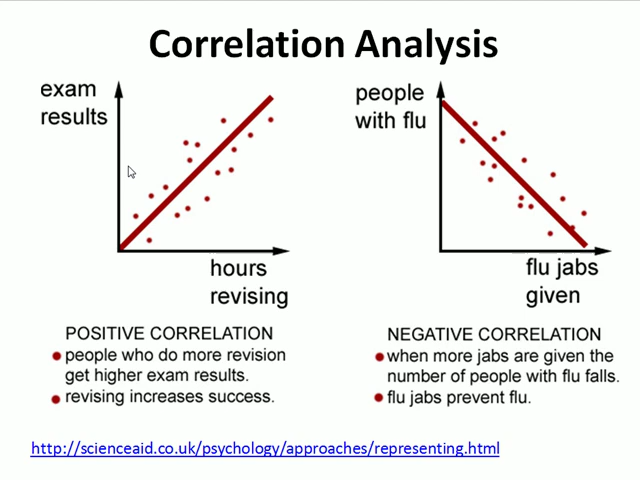 Correlation Analysis
exam
results
hours
revising
POSITIVE CORRELATION
people who do more revision
get higher exam results.
revising increases success.
people
with flu
flu jabs
given
NEGATIVE CORRELATION
when more jabs are given the
number of people with flu falls.
flu jabs prevent flu.
http://scienceaid.co.uk/psychology/approaches/representing.html